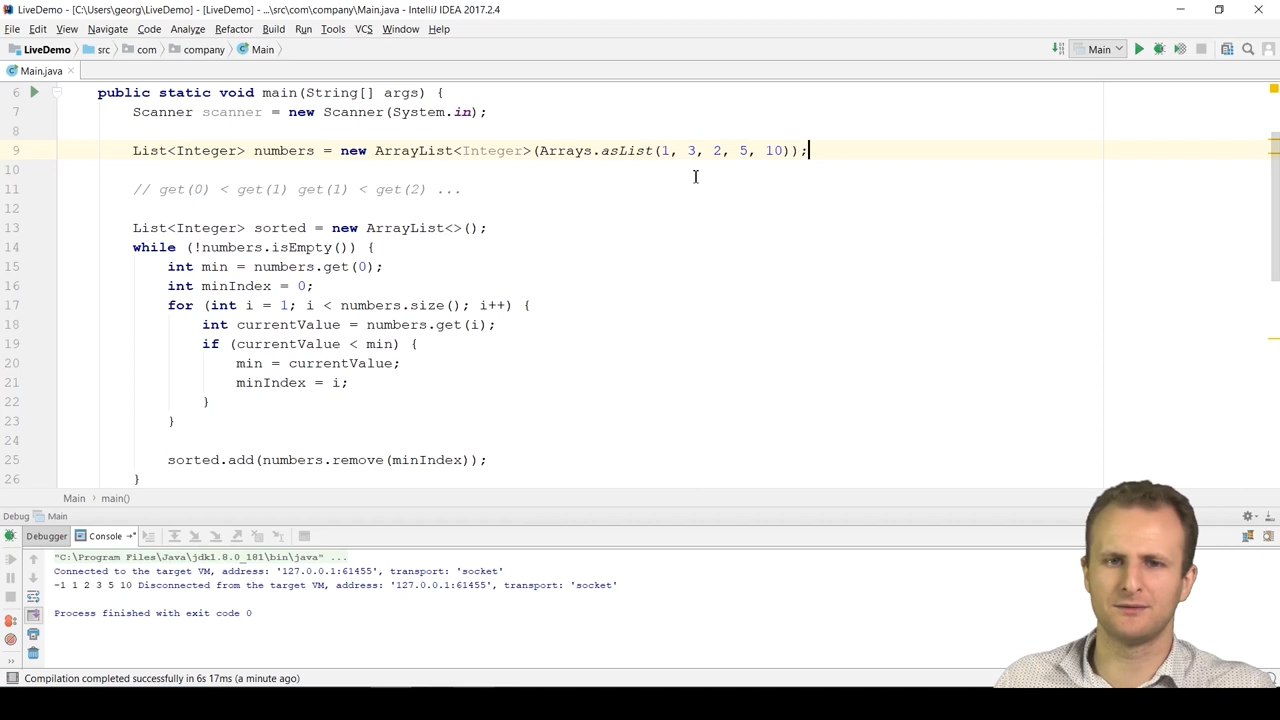 LiveDemo - [C:\Users\georg\LiveDemo] - [LiveDemo] - ...\src\com\company\Main.java - IntelliJ IDEA 2017.2.4
File Edit View Navigate Code Analyze Refactor Build Run Tools VCS Window Help
LiveDemo src com company Main Main
Main.java
6 public static void main(String[] args) {
7 Scanner scanner = new Scanner(System.in);
8
9 List<Integer> numbers = new ArrayList<Integer>(Arrays.asList(1, 3, 2, 5, 10));
10
11 // get(0) < get(1) get(1) < get(2) ...
12
13 List<Integer> sorted = new ArrayList<>();
14 while (!numbers.isEmpty()) {
15 int min = numbers.get(0);
16 int minIndex = 0;
17 for (int i = 1; i < numbers.size(); i++) {
18 int currentValue = numbers.get(i);
19 if (currentValue < min) {
20 min = currentValue;
21 minIndex = i;
22 }
23 }
24
25 sorted.add(numbers.remove(minIndex));
26 }
Main main()
Debug Main
Debugger Console
"C:\Program Files\Java\jdk1.8.0_181\bin\java" ...
Connected to the target VM, address: '127.0.0.1:61455', transport: 'socket'
-1 1 2 3 5 10 Disconnected from the target VM, address: '127.0.0.1:61455', transport: 'socket'
Process finished with exit code 0
Compilation completed successfully in 6s 17ms (a minute ago)